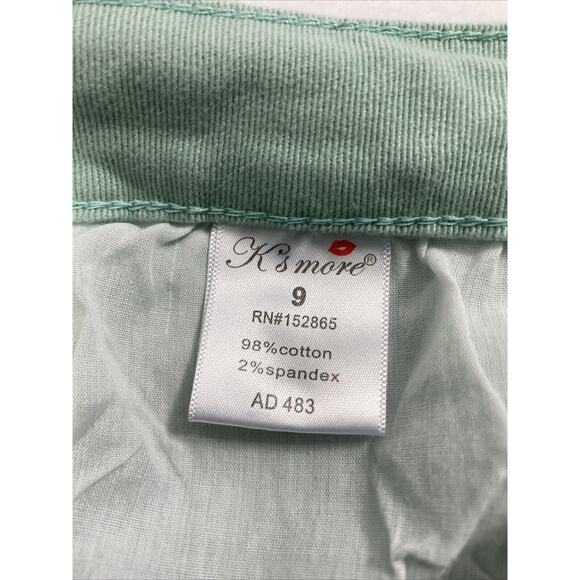 K's more®
9
RN#152865
98%cotton
2%spandex
AD 483